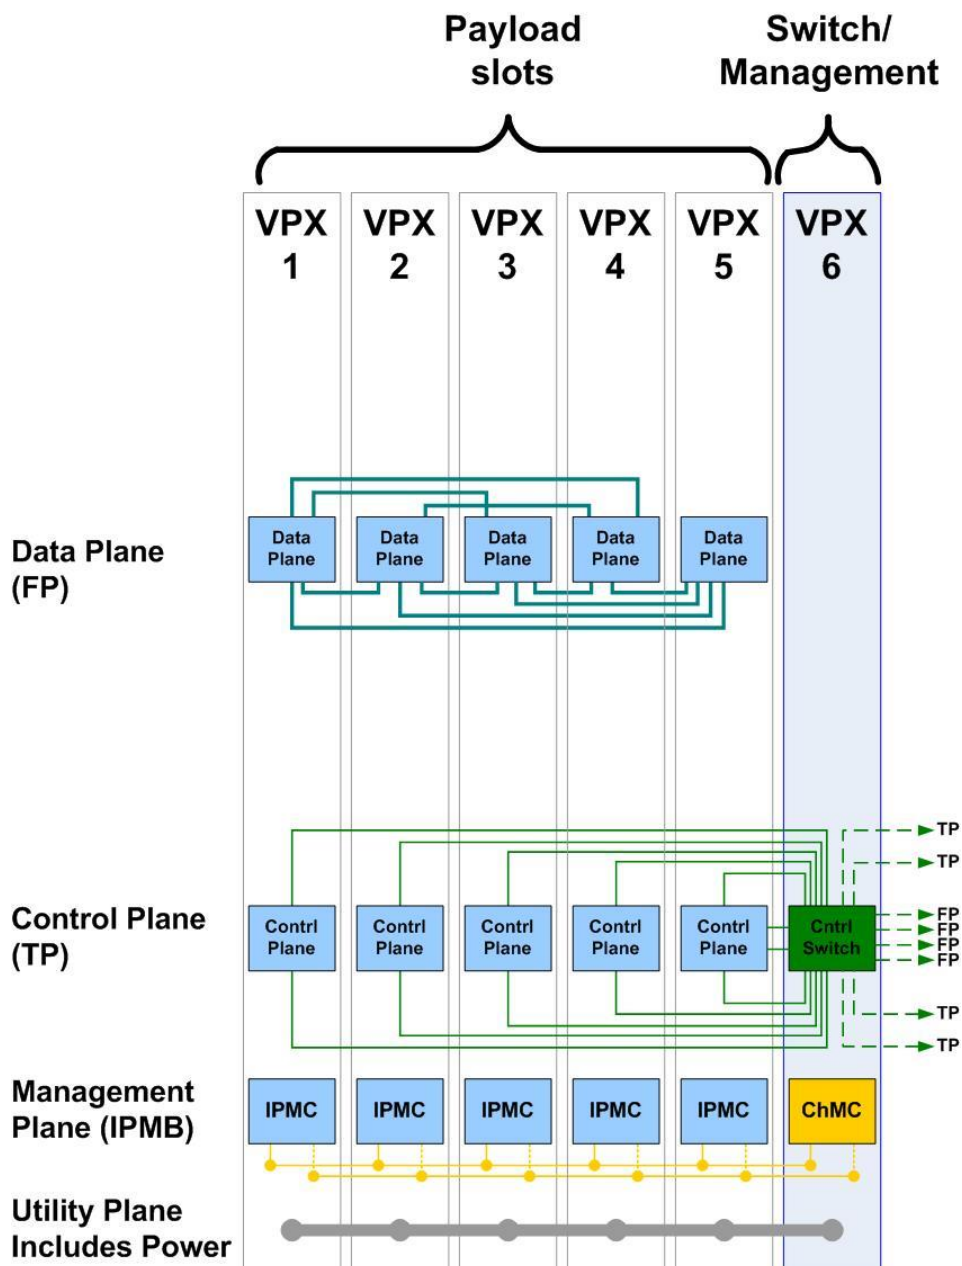 Payload
slots
Switch/
Management
VPX
1
VPX
2
VPX
3
VPX
4
VPX
5
VPX
6
Data Plane
(FP)
Data
Plane
Data
Plane
Data
Plane
Data
Plane
Data
Plane
TP
TP
Control Plane
(TP)
Contrl
Plane
Contrl
Plane
Contrl
Plane
Contrl
Plane
Contrl
Plane
Cntrl
Switch
FP
FP
FP
FP
TP
TP
Management
Plane (IPMB)
IPMC
IPMC
IPMC
IPMC
IPMC
ChMC
Utility Plane
Includes Power